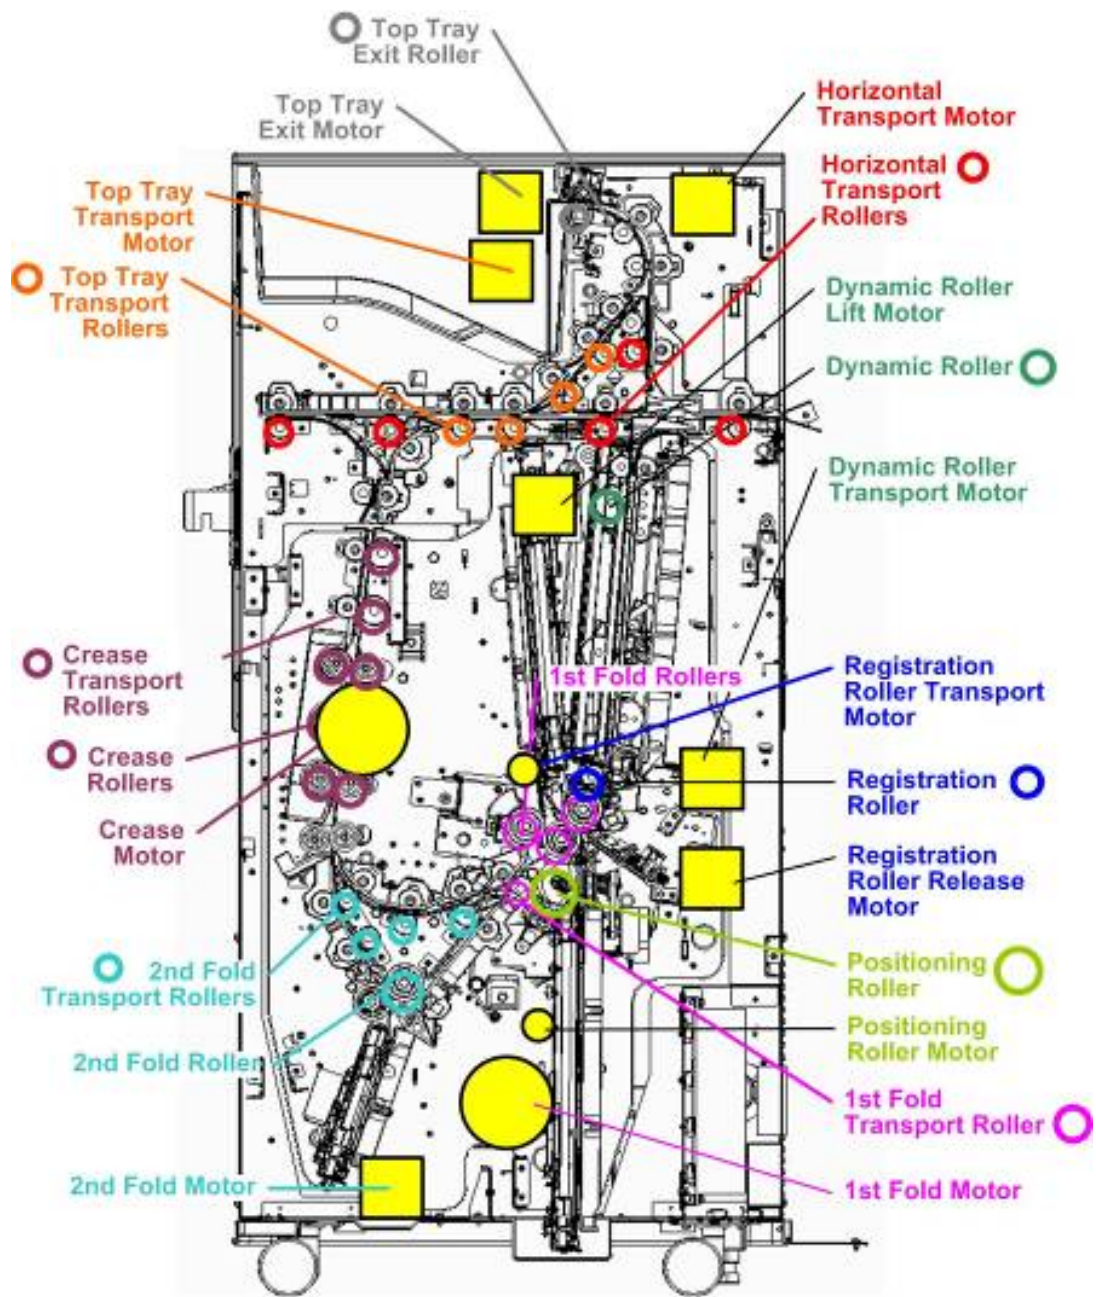 Top Tray
Exit Roller
Top Tray
Exit Motor
Horizontal
Transport Motor
Horizontal
Transport
Rollers
Top Tray
Transport
Motor
Top Tray
Transport
Rollers
Dynamic Roller
Lift Motor
Dynamic Roller
Dynamic Roller
Transport Motor
Crease
Transport
Rollers
1st Fold Rollers
Registration
Roller Transport
Motor
Crease
Rollers
Registration
Roller
Crease
Motor
Registration
Roller Release
Motor
2nd Fold
Transport Rollers
Positioning
Roller
2nd Fold Roller
Positioning
Roller Motor
1st Fold
Transport Roller
2nd Fold Motor
1st Fold Motor